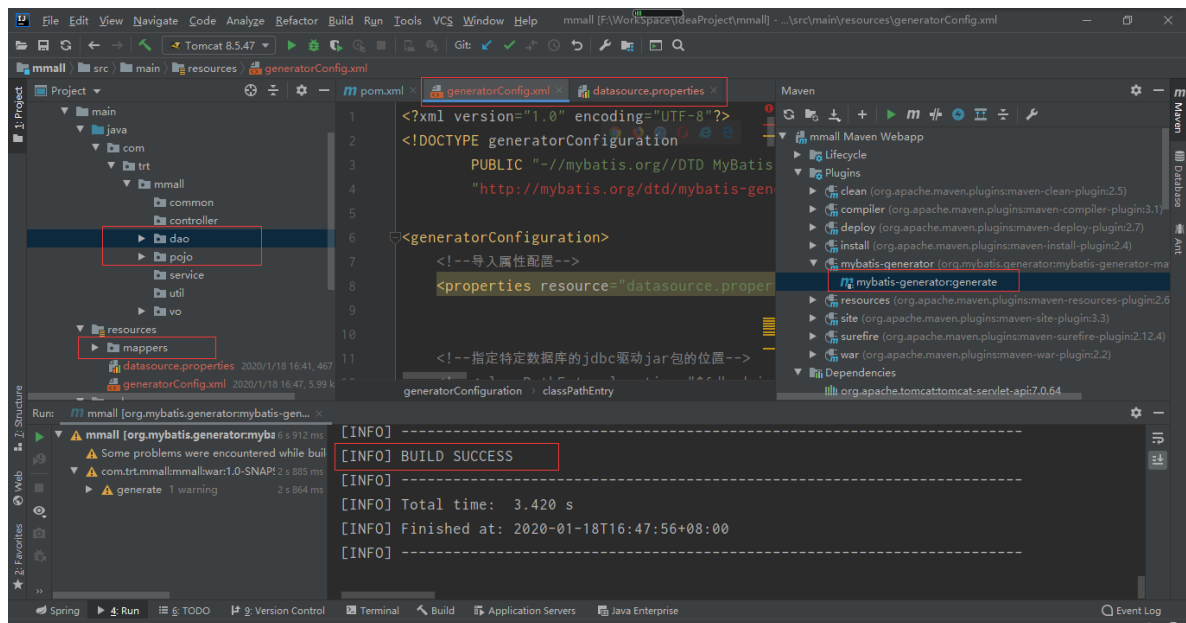 File Edit View Navigate Code Analyze Refactor Build Run Tools VCS Window Help mmall [F:\WorkSpace\IdeaProject\mmall] - ...\src\main\resources\generatorConfig.xml
Tomcat 8.5.47 Git:
mmall src main resources generatorConfig.xml
1: Project
Project
main
java
com
trt
mmall
common
controller
dao
pojo
service
util
vo
resources
mappers
datasource.properties 2020/1/18 16:41, 467
generatorConfig.xml 2020/1/18 16:47, 5.99 k
pom.xml generatorConfig.xml datasource.properties
1 <?xml version="1.0" encoding="UTF-8"?>
2 <!DOCTYPE generatorConfiguration
3 PUBLIC "-//mybatis.org//DTD MyBatis
4 "http://mybatis.org/dtd/mybatis-gen
5
6 <generatorConfiguration>
7 <!--导入属性配置-->
8 <properties resource="datasource.proper
9
10
11 <!--指定特定数据库的jdbc驱动jar包的位置-->
generatorConfiguration classPathEntry
Maven
mmall Maven Webapp
Lifecycle
Plugins
clean (org.apache.maven.plugins:maven-clean-plugin:2.5)
compiler (org.apache.maven.plugins:maven-compiler-plugin:3.1)
deploy (org.apache.maven.plugins:maven-deploy-plugin:2.7)
install (org.apache.maven.plugins:maven-install-plugin:2.4)
mybatis-generator (org.mybatis.generator:mybatis-generator-ma
mybatis-generator:generate
resources (org.apache.maven.plugins:maven-resources-plugin:2.6
site (org.apache.maven.plugins:maven-site-plugin:3.3)
surefire (org.apache.maven.plugins:maven-surefire-plugin:2.12.4)
war (org.apache.maven.plugins:maven-war-plugin:2.2)
Dependencies
org.apache.tomcat:tomcat-servlet-api:7.0.64
Maven
Database
Ant
7: Structure
Web
2: Favorites
Run: mmall [org.mybatis.generator:mybatis-gen...
mmall [org.mybatis.generator:myba 6 s 912 ms
Some problems were encountered while buil
com.trt.mmall:mmall:war:1.0-SNAP! 2 s 885 ms
generate 1 warning 2 s 864 ms
[INFO] ------------------------------------------------------------------------
[INFO] BUILD SUCCESS
[INFO] ------------------------------------------------------------------------
[INFO] Total time: 3.420 s
[INFO] Finished at: 2020-01-18T16:47:56+08:00
[INFO] ------------------------------------------------------------------------
Spring 4: Run 6: TODO 9: Version Control Terminal Build Application Servers Java Enterprise Event Log